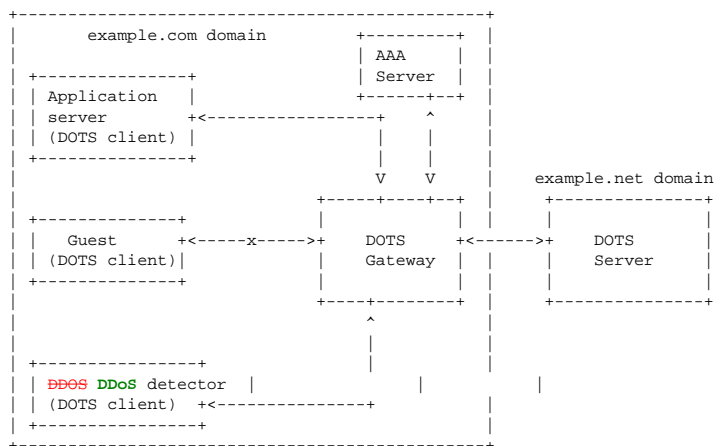 example.com domain
AAA
Server
Application
server
(DOTS client)
example.net domain
Guest
(DOTS client)
x
DOTS
Gateway
DOTS
Server
V V
DDOS DDoS detector
(DOTS client)